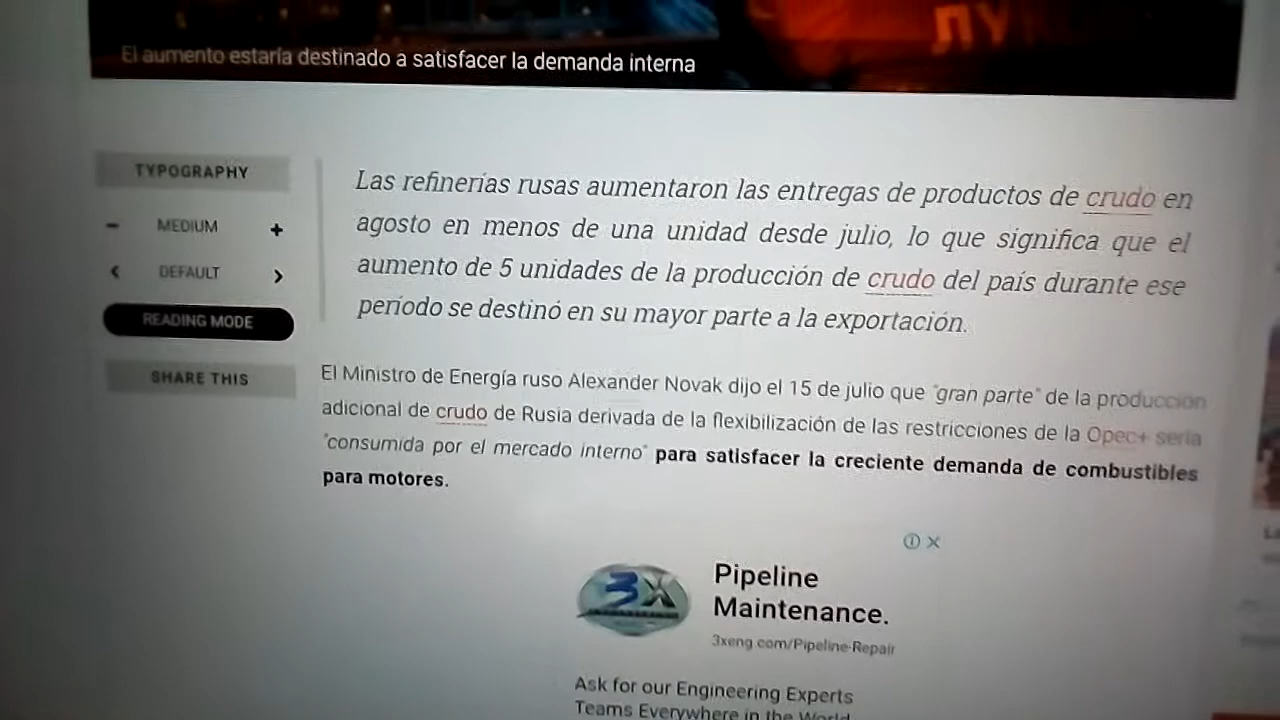 ЛУК
El aumento estaría destinado a satisfacer la demanda interna
TYPOGRAPHY
− MEDIUM +
< DEFAULT >
READING MODE
SHARE THIS
Las refinerías rusas aumentaron las entregas de productos de crudo en
agosto en menos de una unidad desde julio, lo que significa que el
aumento de 5 unidades de la producción de crudo del país durante ese
período se destinó en su mayor parte a la exportación.
El Ministro de Energía ruso Alexander Novak dijo el 15 de julio que "gran parte" de la producción
adicional de crudo de Rusia derivada de la flexibilización de las restricciones de la Opec+ sería
"consumida por el mercado interno" para satisfacer la creciente demanda de combustibles
para motores.
3X
Pipeline
Maintenance.
3xeng.com/Pipeline-Repair
Ask for our Engineering Experts
Teams Everywhere in the World